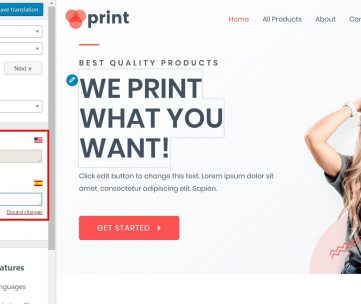 ave translation
Next »
Discard changes
atures
nguages
print
Home
All Products
About
BEST QUALITY PRODUCTS
WE PRINT
WHAT YOU
WANT!
Click edit button to change this text. Lorem ipsum dolor sit
amet, consectetur adipiscing elit. Sapien.
GET STARTED